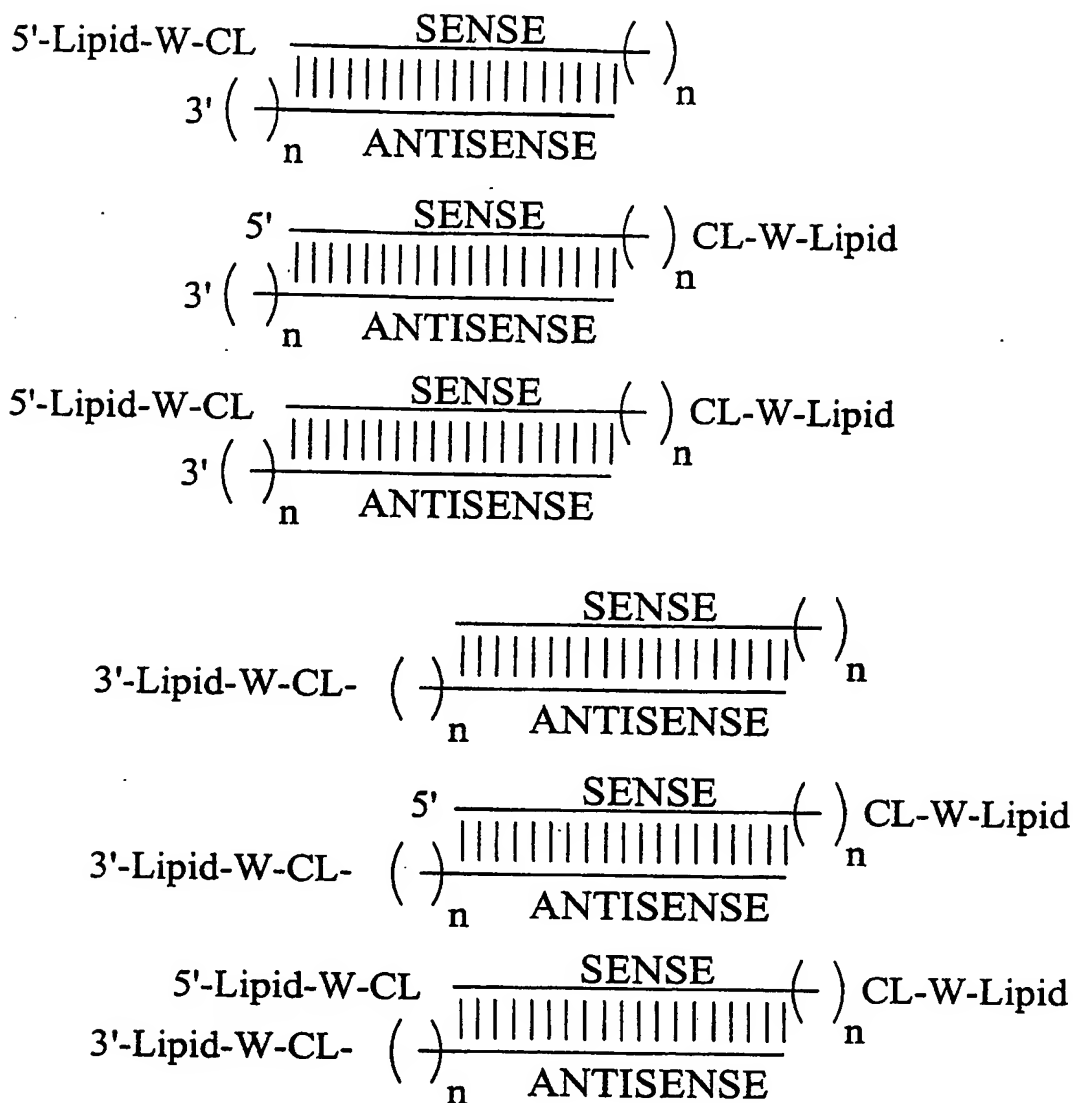 5'-Lipid-W-CL SENSE ( ) n
3' ( ) n ANTISENSE
5' SENSE ( ) n CL-W-Lipid
3' ( ) n ANTISENSE
5'-Lipid-W-CL SENSE ( ) n CL-W-Lipid
3' ( ) n ANTISENSE
SENSE ( ) n
3'-Lipid-W-CL- ( ) n ANTISENSE
5' SENSE ( ) n CL-W-Lipid
3'-Lipid-W-CL- ( ) n ANTISENSE
5'-Lipid-W-CL SENSE ( ) n CL-W-Lipid
3'-Lipid-W-CL- ( ) n ANTISENSE